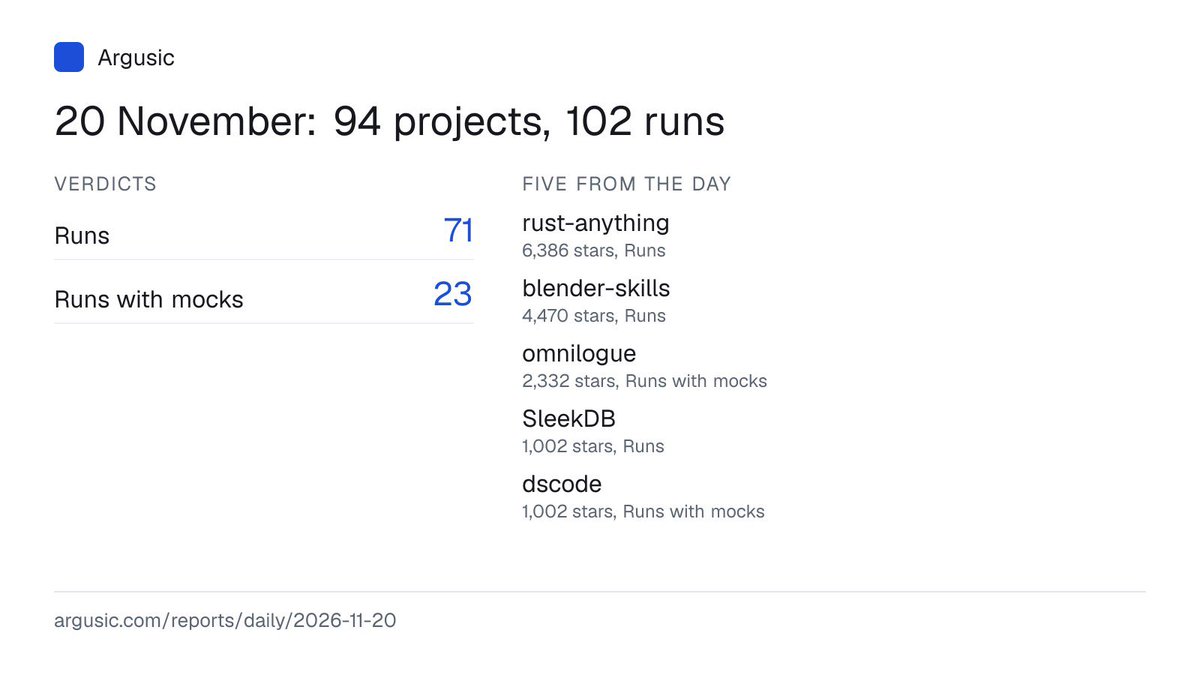 Argusic
20 November: 94 projects, 102 runs
VERDICTS
Runs 71
Runs with mocks 23
FIVE FROM THE DAY
rust-anything
6,386 stars, Runs
blender-skills
4,470 stars, Runs
omnilogue
2,332 stars, Runs with mocks
SleekDB
1,002 stars, Runs
dscode
1,002 stars, Runs with mocks
argusic.com/reports/daily/2026-11-20